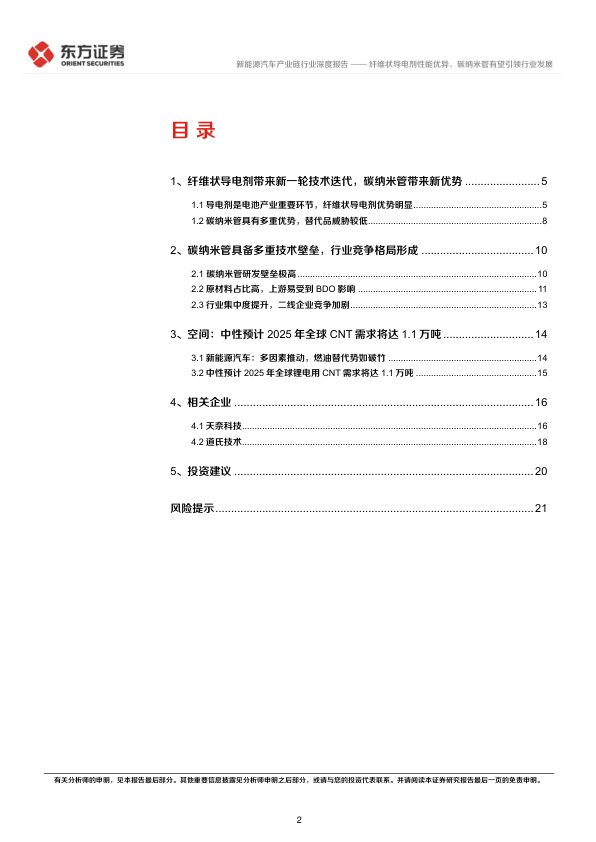 东方证券
ORIENT SECURITIES
新能源汽车产业链行业深度报告 —— 纤维状导电剂性能优异，碳纳米管有望引领行业发展
目 录
1、纤维状导电剂带来新一轮技术迭代，碳纳米管带来新优势 ........................ 5
1.1 导电剂是电池产业重要环节，纤维状导电剂优势明显 ............................................ 5
1.2 碳纳米管具有多重优势，替代品威胁较低 ............................................................ 8
2、碳纳米管具备多重技术壁垒，行业竞争格局形成 .................................... 10
2.1 碳纳米管研发壁垒极高 ...................................................................................... 10
2.2 原材料占比高，上游易受到 BDO 影响 ............................................................... 11
2.3 行业集中度提升，二线企业竞争加剧 .................................................................. 13
3、空间：中性预计 2025 年全球 CNT 需求将达 1.1 万吨 ............................. 14
3.1 新能源汽车：多因素推动，燃油替代势如破竹 .................................................... 14
3.2 中性预计 2025 年全球锂电用 CNT 需求将达 1.1 万吨 ......................................... 15
4、相关企业 ................................................................................................ 16
4.1 天奈科技 ............................................................................................................ 16
4.2 道氏技术 ............................................................................................................ 18
5、投资建议 ................................................................................................ 20
风险提示 ...................................................................................................... 21
有关分析师的申明，见本报告最后部分。其他重要信息披露见分析师申明之后部分，或请与您的投资代表联系。并请阅读本证券研究报告最后一页的免责申明。
2